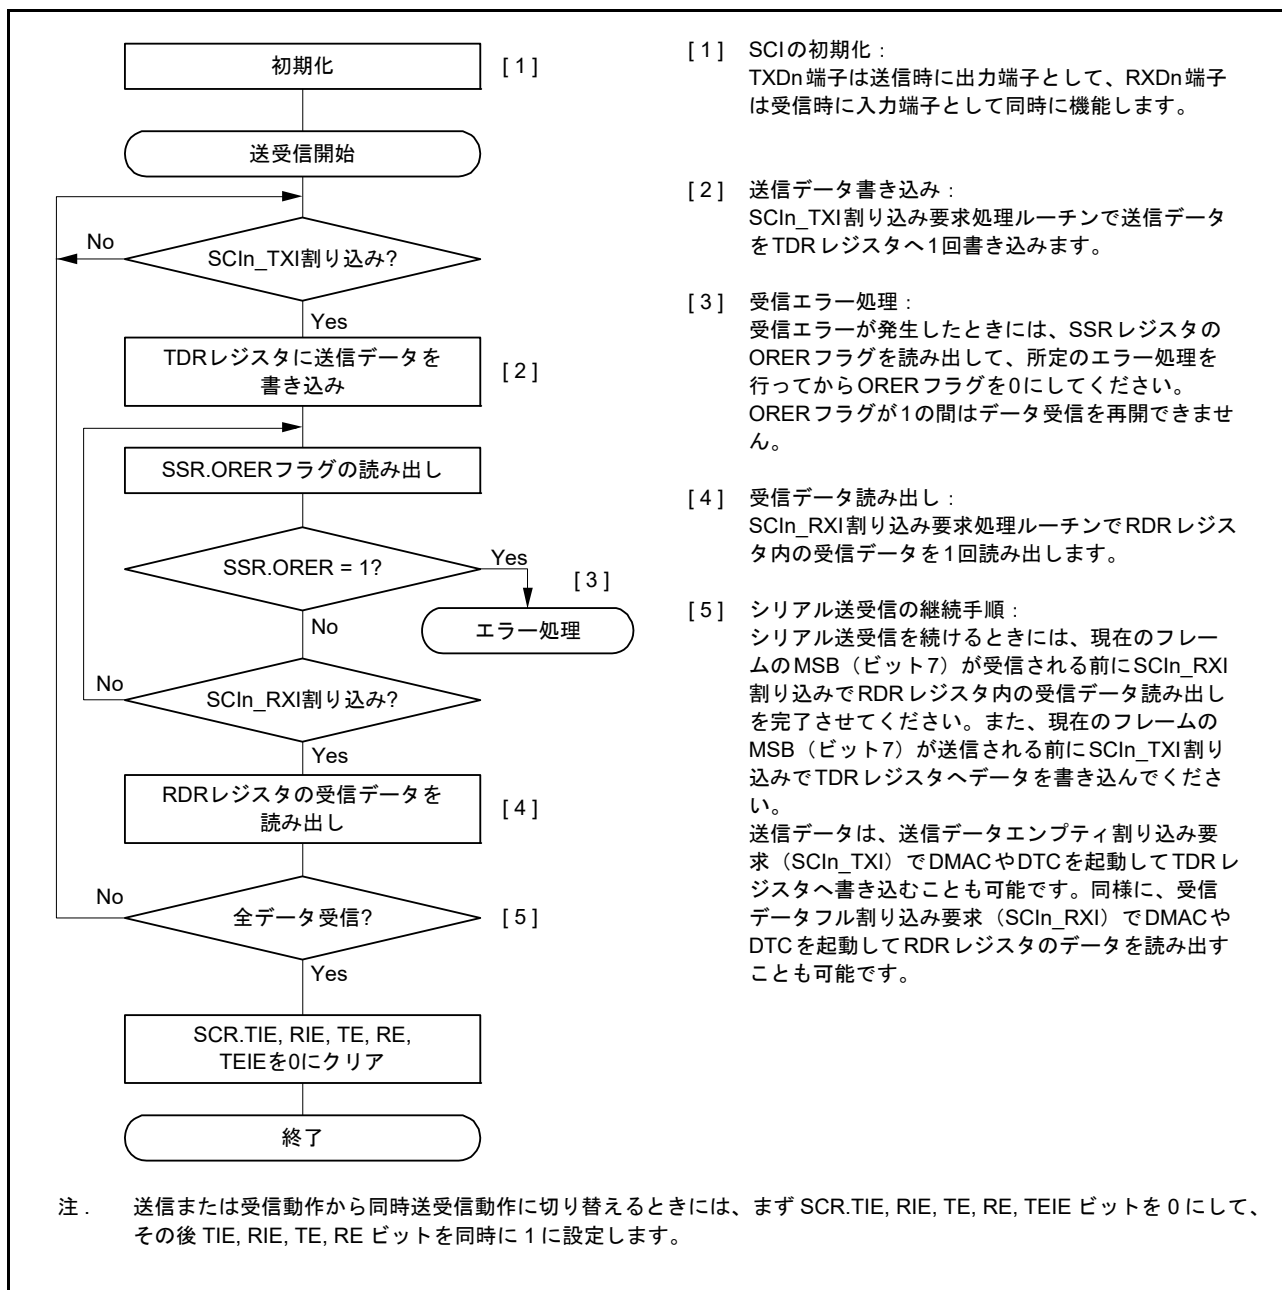 初期化
[ 1 ]
送受信開始
No
SCIn_TXI割り込み?
Yes
TDRレジスタに送信データを
書き込み
[ 2 ]
SSR.ORERフラグの読み出し
SSR.ORER = 1?
Yes
[ 3 ]
エラー処理
No
No
SCIn_RXI割り込み?
Yes
RDRレジスタの受信データを
読み出し
[ 4 ]
No
全データ受信?
[ 5 ]
Yes
SCR.TIE, RIE, TE, RE,
TEIEを0にクリア
終了
[ 1 ] SCIの初期化：
TXDn端子は送信時に出力端子として、RXDn端子
は受信時に入力端子として同時に機能します。
[ 2 ] 送信データ書き込み：
SCIn_TXI割り込み要求処理ルーチンで送信データ
をTDRレジスタへ1回書き込みます。
[ 3 ] 受信エラー処理：
受信エラーが発生したときには、SSRレジスタの
ORERフラグを読み出して、所定のエラー処理を
行ってからORERフラグを0にしてください。
ORERフラグが1の間はデータ受信を再開できませ
ん。
[ 4 ] 受信データ読み出し：
SCIn_RXI割り込み要求処理ルーチンでRDRレジス
タ内の受信データを1回読み出します。
[ 5 ] シリアル送受信の継続手順：
シリアル送受信を続けるときには、現在のフレー
ムのMSB（ビット7）が受信される前にSCIn_RXI
割り込みでRDRレジスタ内の受信データ読み出し
を完了させてください。また、現在のフレームの
MSB（ビット7）が送信される前にSCIn_TXI割り
込みでTDRレジスタへデータを書き込んでくださ
い。
送信データは、送信データエンプティ割り込み要
求（SCIn_TXI）でDMACやDTCを起動してTDRレ
ジスタへ書き込むことも可能です。同様に、受信
データフル割り込み要求（SCIn_RXI）でDMACや
DTCを起動してRDRレジスタのデータを読み出す
ことも可能です。
注． 送信または受信動作から同時送受信動作に切り替えるときには、まず SCR.TIE, RIE, TE, RE, TEIE ビットを 0 にして、
その後 TIE, RIE, TE, RE ビットを同時に 1 に設定します。